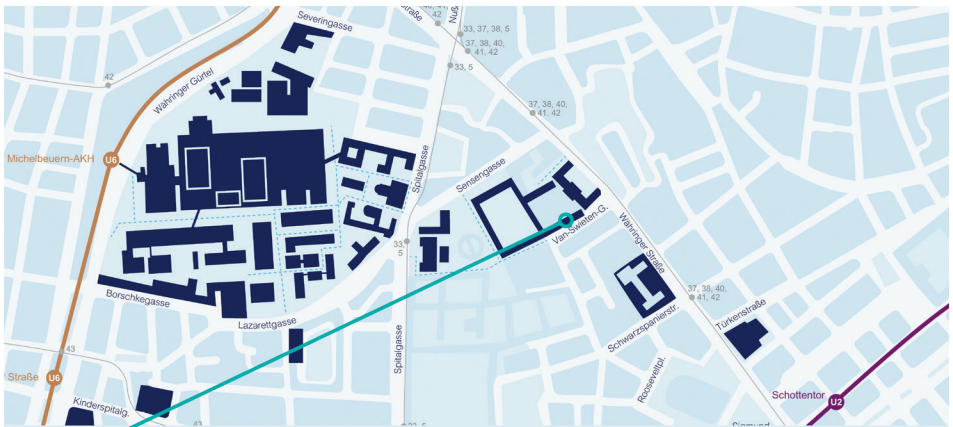 Severingasse
straße
Nuß
33, 37, 38, 5
37, 38, 40,
41, 42
33, 5
42
Währinger Gürtel
37, 38, 40,
41, 42
Michelbeuern-AKH
U6
Spitalgasse
Sensengasse
Van-Swieten-G.
Währinger Straße
33,
5
37, 38, 40,
41, 42
Borschkegasse
Lazarettgasse
Türkenstraße
Schwarzspanierstr.
43
Spitalgasse
Rooseveltpl.
Straße
U6
Schottentor
U2
Kinderspitalg.
43